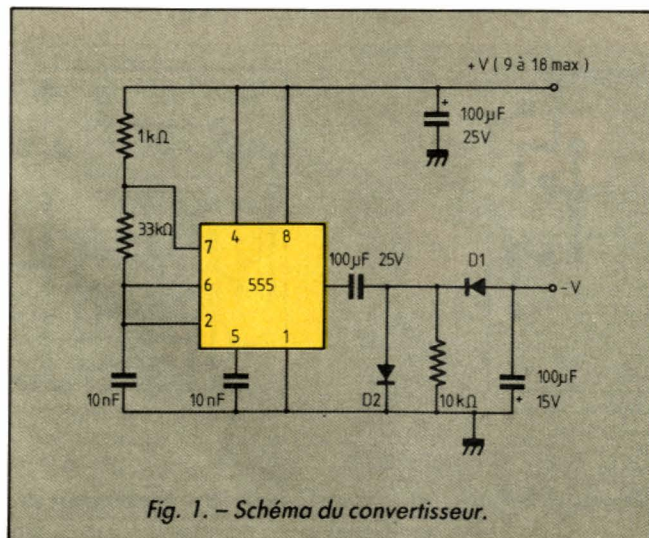 +V ( 9 à 18 max )
100µF
25V
1kΩ
33kΩ
7
4
8
6
555
2
5
1
100µF 25V
D1
-V
10nF
10nF
D2
10kΩ
100µF
15V
Fig. 1. – Schéma du convertisseur.